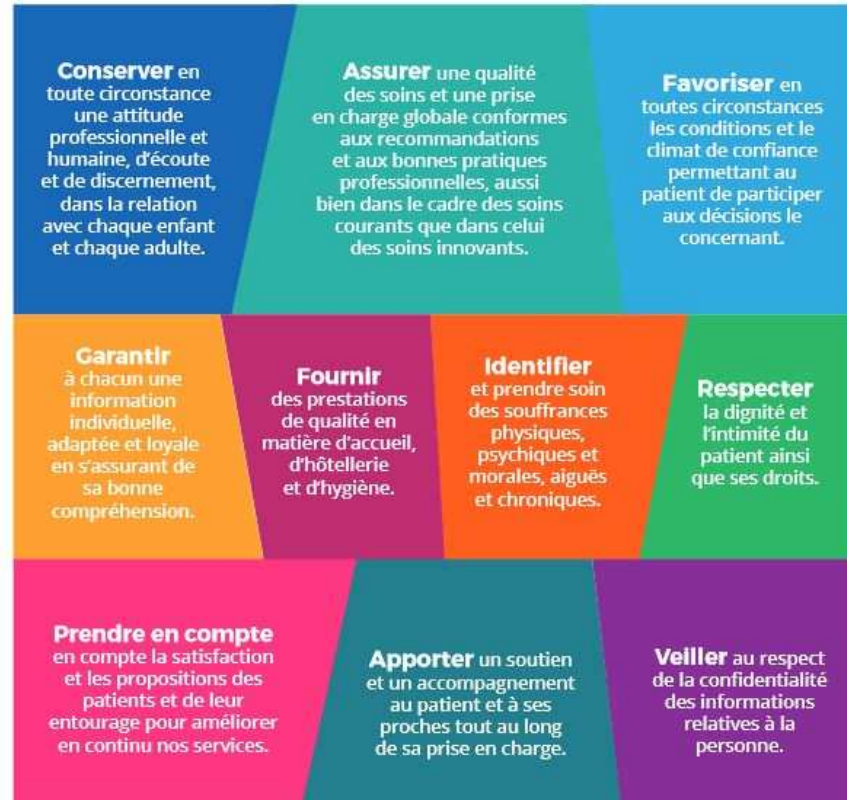 Conserver en
toute circonstance
une attitude
professionnelle et
humaine, d'écoute
et de discernement,
dans la relation
avec chaque enfant
et chaque adulte.
Assurer une qualité
des soins et une prise
en charge globale conformes
aux recommandations
et aux bonnes pratiques
professionnelles, aussi
bien dans le cadre des soins
courants que dans celui
des soins innovants.
Favoriser en
toutes circonstances
les conditions et le
climat de confiance
permettant au
patient de participer
aux décisions le
concernant.
Garantir
à chacun une
information
individuelle,
adaptée et loyale
en s'assurant de
sa bonne
compréhension.
Fournir
des prestations
de qualité en
matière d'accueil,
d'hôtellerie
et d'hygiène.
Identifier
et prendre soin
des souffrances
physiques,
psychiques et
morales, aiguës
et chroniques.
Respecter
la dignité et
l'intimité du
patient ainsi
que ses droits.
Prendre en compte
en compte la satisfaction
et les propositions des
patients et de leur
entourage pour améliorer
en continu nos services.
Apporter un soutien
et un accompagnement
au patient et à ses
proches tout au long
de sa prise en charge.
Veiller au respect
de la confidentialité
des informations
relatives à la
personne.